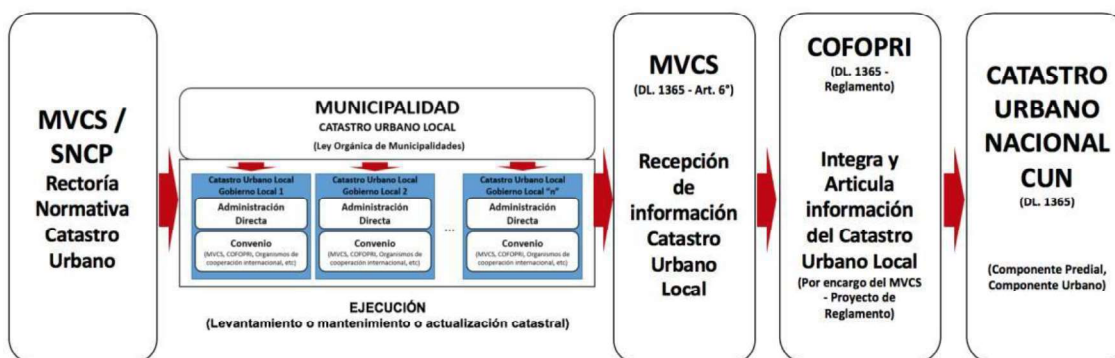 MVCS /
SNCP
Rectoría
Normativa
Catastro
Urbano
MUNICIPALIDAD
CATASTRO URBANO LOCAL
(Ley Orgánica de Municipalidades)
Catastro Urbano Local
Gobierno Local 1
Administración
Directa
Convenio
(MVCS, COFOPRI, Organismos de
cooperación internacional, etc)
Catastro Urbano Local
Gobierno Local 2
Administración
Directa
Convenio
(MVCS, COFOPRI, Organismos de
cooperación internacional, etc)
...
Catastro Urbano Local
Gobierno Local "n"
Administración
Directa
Convenio
(MVCS, COFOPRI, Organismos de
cooperación internacional, etc)
EJECUCIÓN
(Levantamiento o mantenimiento o actualización catastral)
MVCS
(DL. 1365 - Art. 6°)
Recepción
de
información
Catastro
Urbano
Local
COFOPRI
(DL. 1365 -
Reglamento)
Integra y
Articula
información
del Catastro
Urbano Local
(Por encargo del MVCS
- Proyecto de
Reglamento)
CATASTRO
URBANO
NACIONAL
CUN
(DL. 1365)
(Componente Predial,
Componente Urbano)